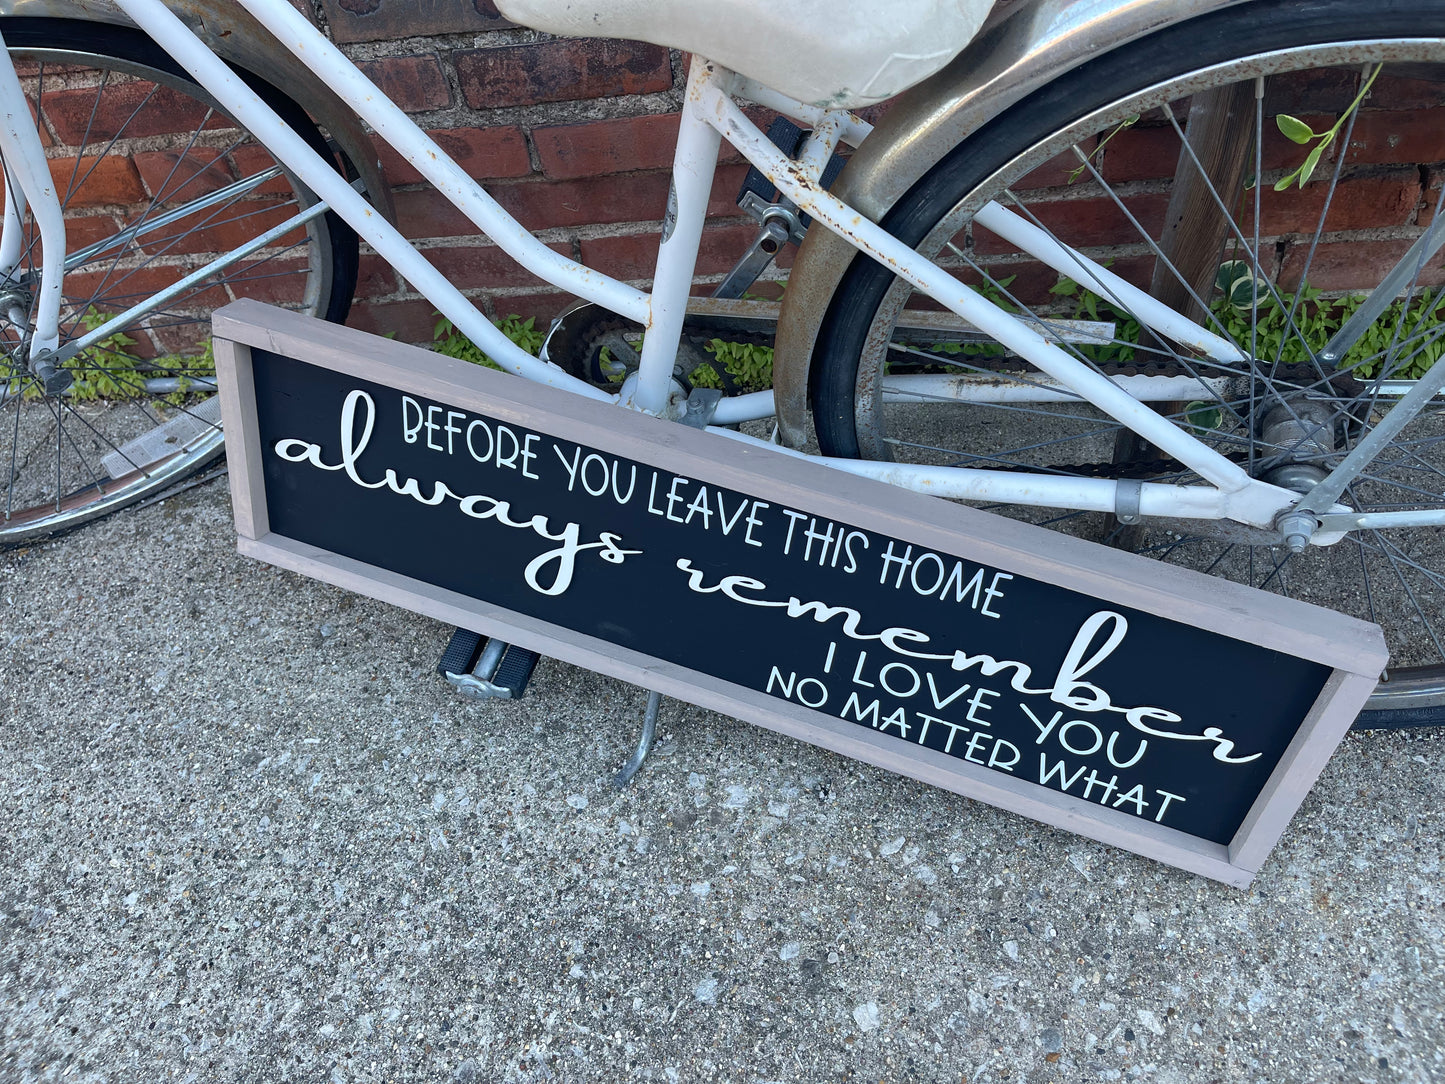 BEFORE YOU LEAVE THIS HOME
always remember
I LOVE YOU
NO MATTER WHAT